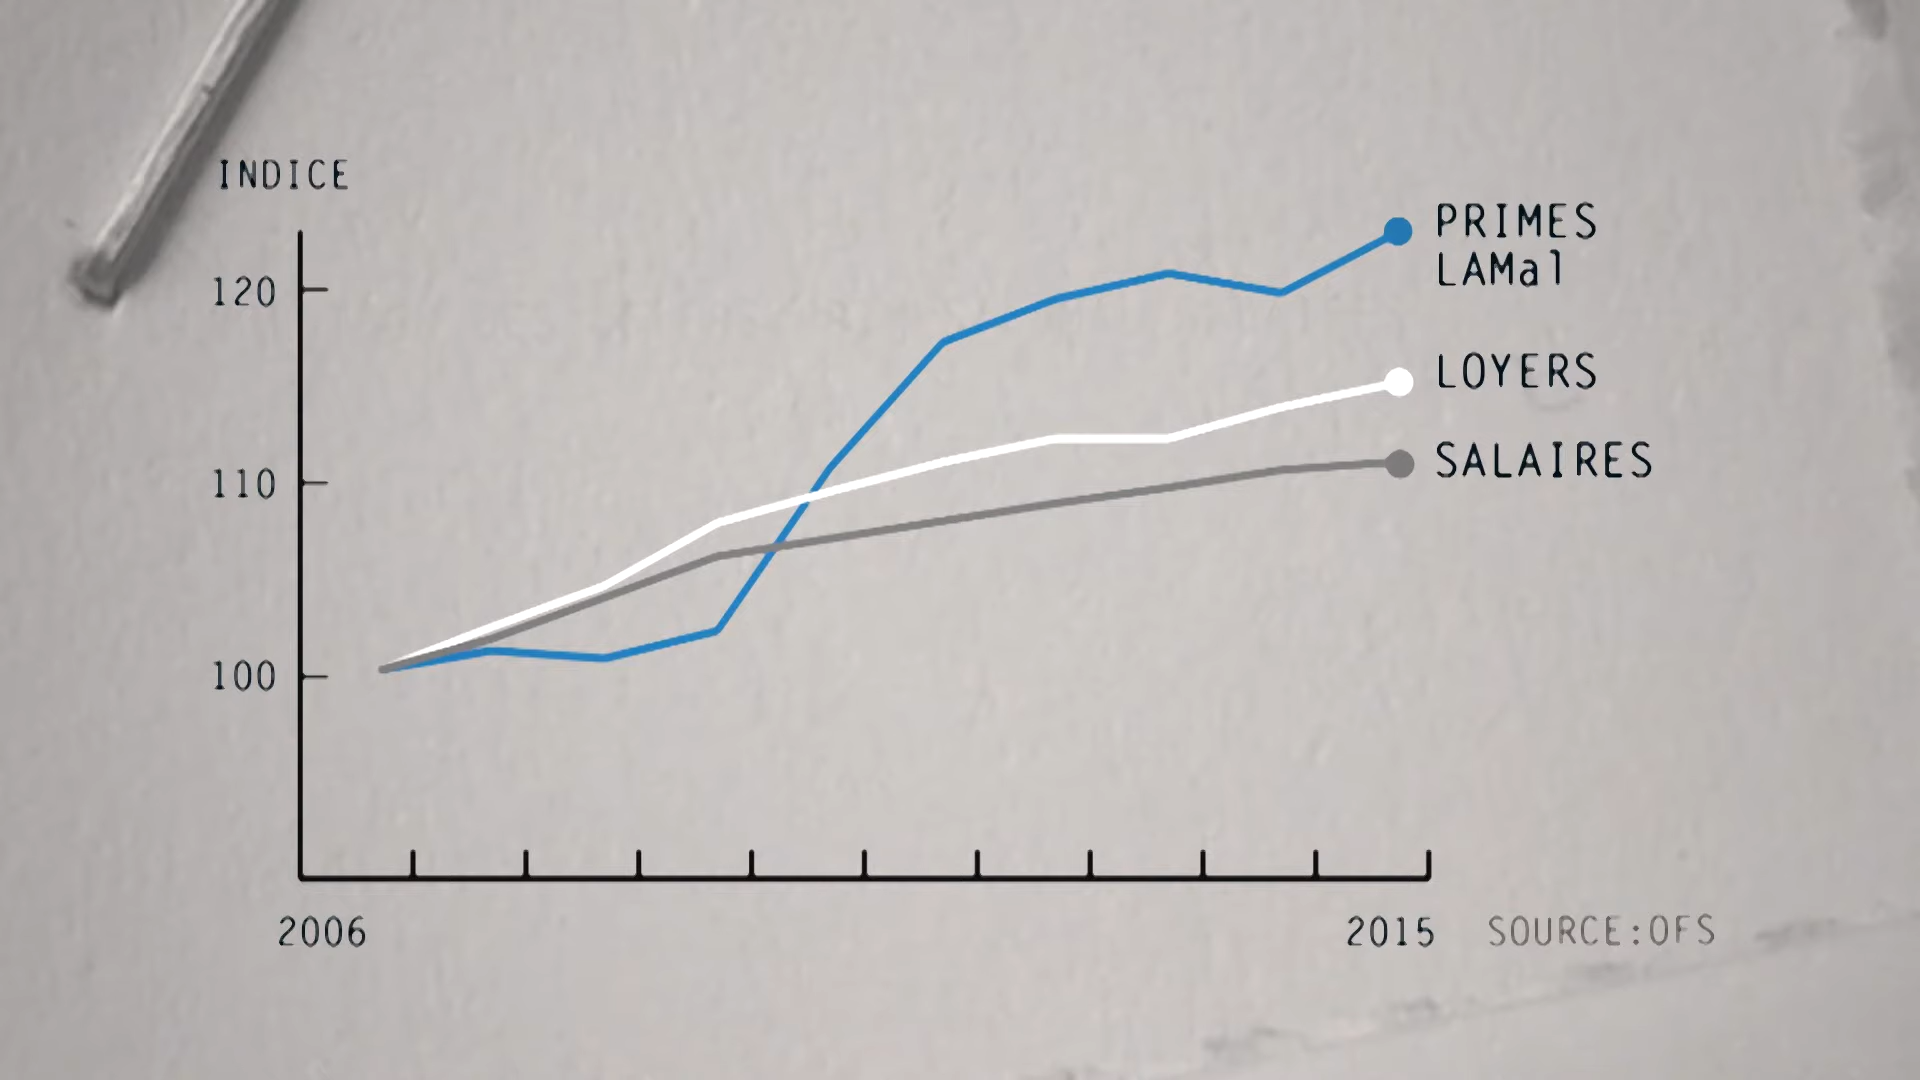 INDICE
120
110
100
PRIMES
LAMal
LOYERS
SALAIRES
2006
2015
SOURCE:OFS